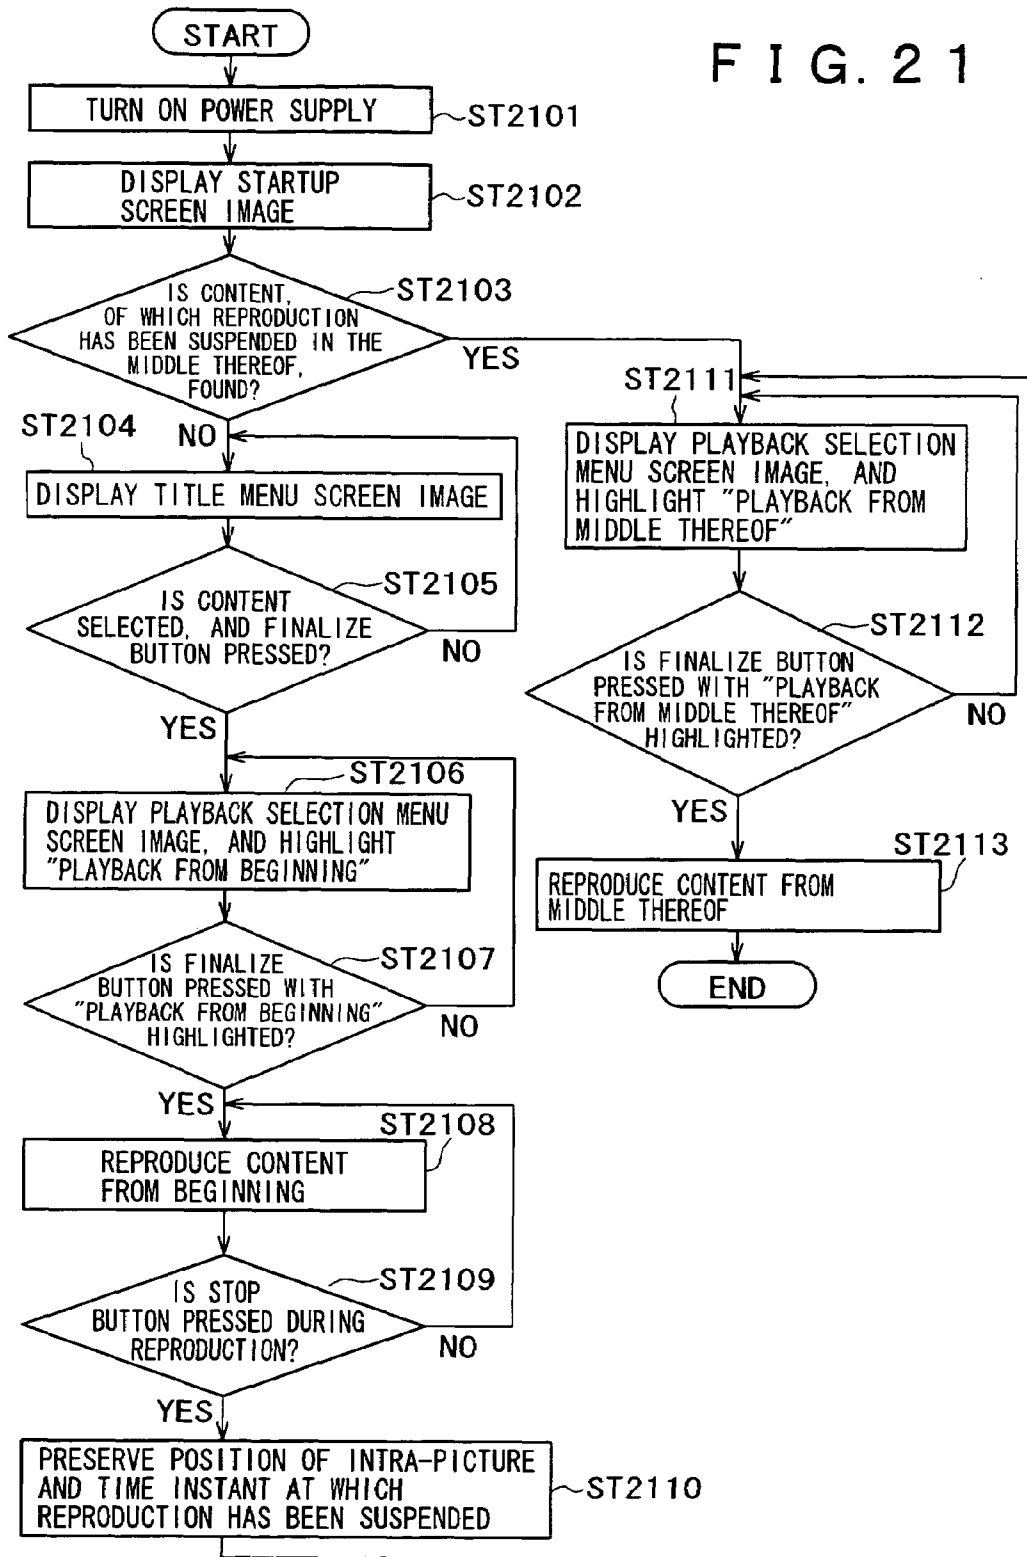 START
FIG. 21
TURN ON POWER SUPPLY
ST2101
DISPLAY STARTUP
SCREEN IMAGE
ST2102
IS CONTENT,
OF WHICH REPRODUCTION
HAS BEEN SUSPENDED IN THE
MIDDLE THEREOF,
FOUND?
ST2103
YES
NO
ST2104
DISPLAY TITLE MENU SCREEN IMAGE
IS CONTENT
SELECTED, AND FINALIZE
BUTTON PRESSED?
ST2105
NO
YES
ST2106
DISPLAY PLAYBACK SELECTION MENU
SCREEN IMAGE, AND HIGHLIGHT
"PLAYBACK FROM BEGINNING"
IS FINALIZE
BUTTON PRESSED WITH
"PLAYBACK FROM BEGINNING"
HIGHLIGHTED?
ST2107
NO
YES
ST2108
REPRODUCE CONTENT
FROM BEGINNING
IS STOP
BUTTON PRESSED DURING
REPRODUCTION?
ST2109
NO
YES
PRESERVE POSITION OF INTRA-PICTURE
AND TIME INSTANT AT WHICH
REPRODUCTION HAS BEEN SUSPENDED
ST2110
ST2111
DISPLAY PLAYBACK SELECTION
MENU SCREEN IMAGE, AND
HIGHLIGHT "PLAYBACK FROM
MIDDLE THEREOF"
ST2112
IS FINALIZE BUTTON
PRESSED WITH "PLAYBACK
FROM MIDDLE THEREOF"
HIGHLIGHTED?
NO
YES
ST2113
REPRODUCE CONTENT FROM
MIDDLE THEREOF
END